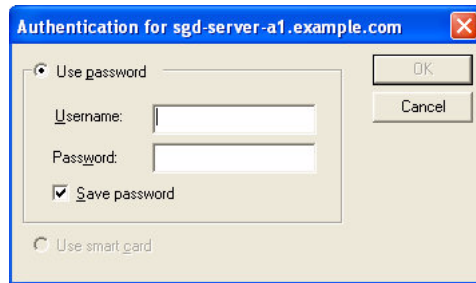 Authentication for sgd-server-a1.example.com
Use password
OK
Username:
Cancel
Password:
Save password
Use smart card